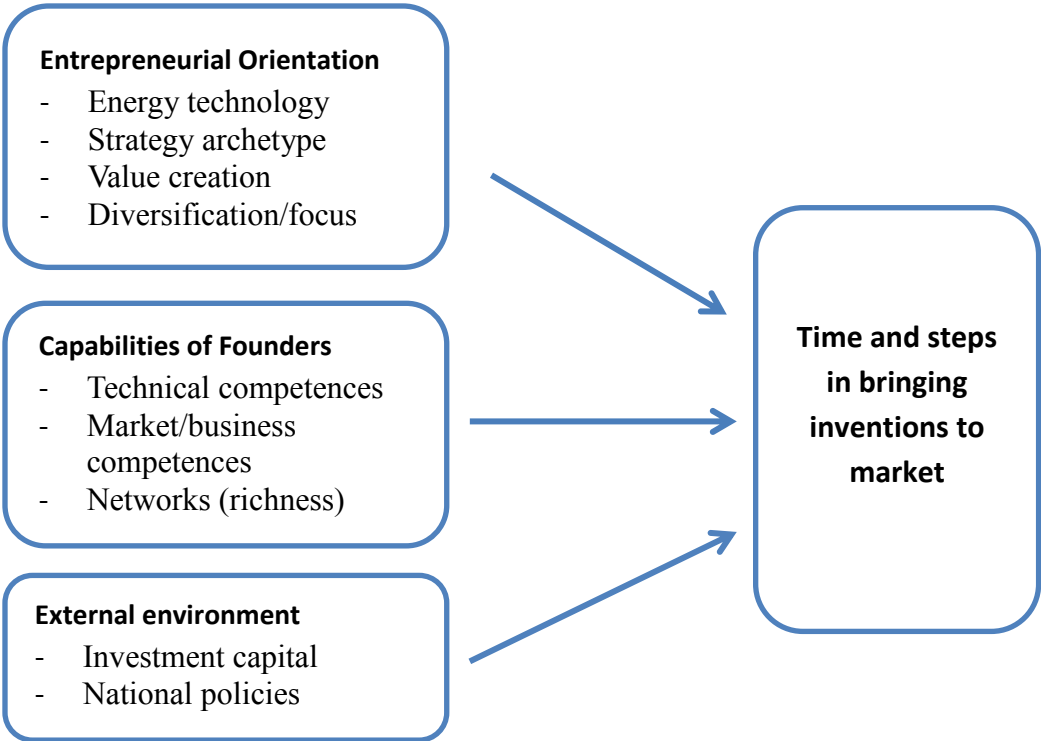 Entrepreneurial Orientation
- Energy technology
- Strategy archetype
- Value creation
- Diversification/focus
Capabilities of Founders
- Technical competences
- Market/business
competences
- Networks (richness)
External environment
- Investment capital
- National policies
Time and steps
in bringing
inventions to
market